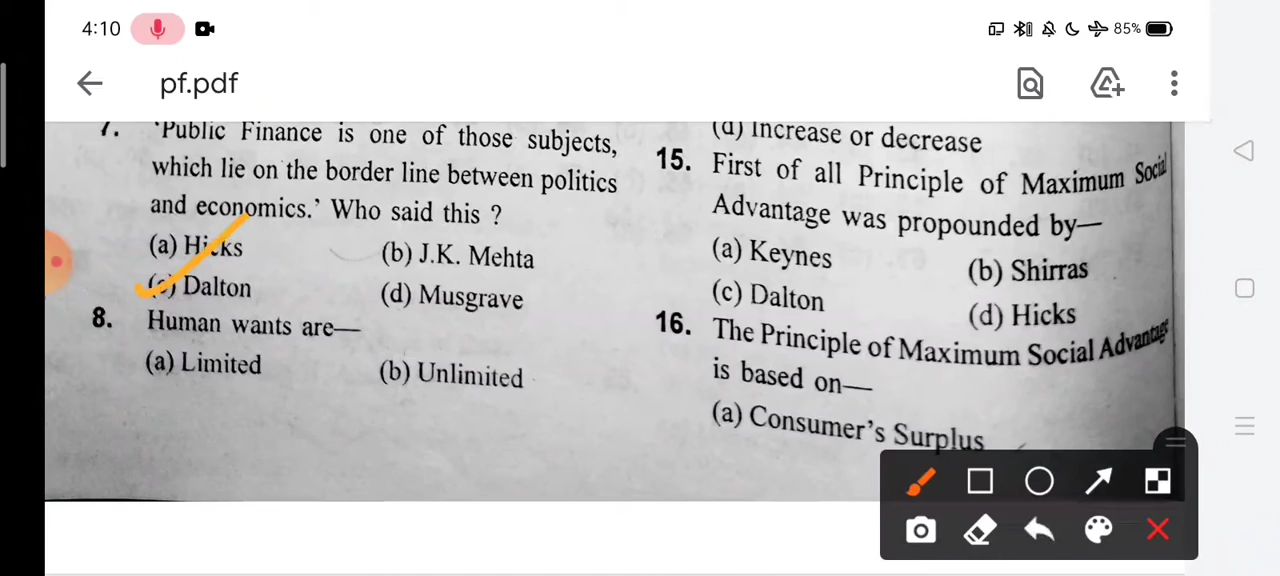 4:10
85%
pf.pdf
7. 'Public Finance is one of those subjects,
which lie on the border line between politics
and economics.' Who said this ?
(a) Hicks
(b) J.K. Mehta
(c) Dalton
(d) Musgrave
8. Human wants are—
(a) Limited
(b) Unlimited
(d) Increase or decrease
15. First of all Principle of Maximum Social
Advantage was propounded by—
(a) Keynes
(b) Shirras
(c) Dalton
(d) Hicks
16. The Principle of Maximum Social Advantage
is based on—
(a) Consumer's Surplus